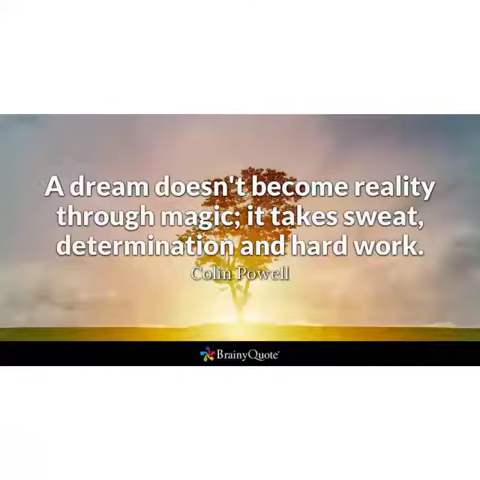 A dream doesn't become reality
through magic; it takes sweat,
determination and hard work.
Colin Powell
BrainyQuote®